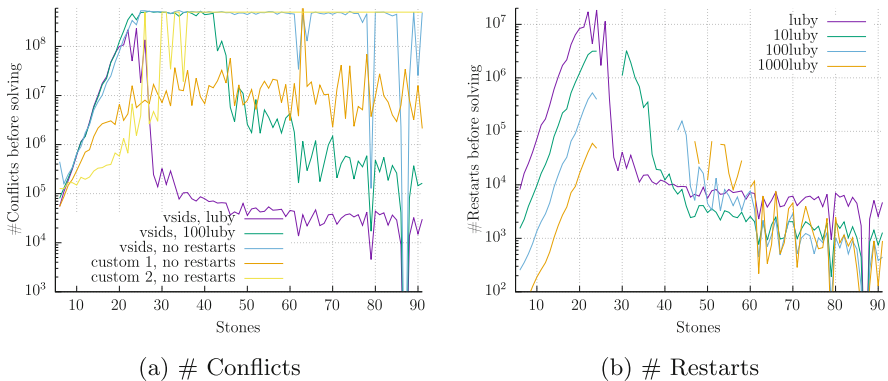 #Conflicts before solving
10^8
10^7
10^6
10^5
10^4
10^3
vsids, luby
vsids, 100luby
vsids, no restarts
custom 1, no restarts
custom 2, no restarts
10 20 30 40 50 60 70 80 90
Stones
(a) # Conflicts
#Restarts before solving
10^7
10^6
10^5
10^4
10^3
10^2
luby
10luby
100luby
1000luby
10 20 30 40 50 60 70 80 90
Stones
(b) # Restarts